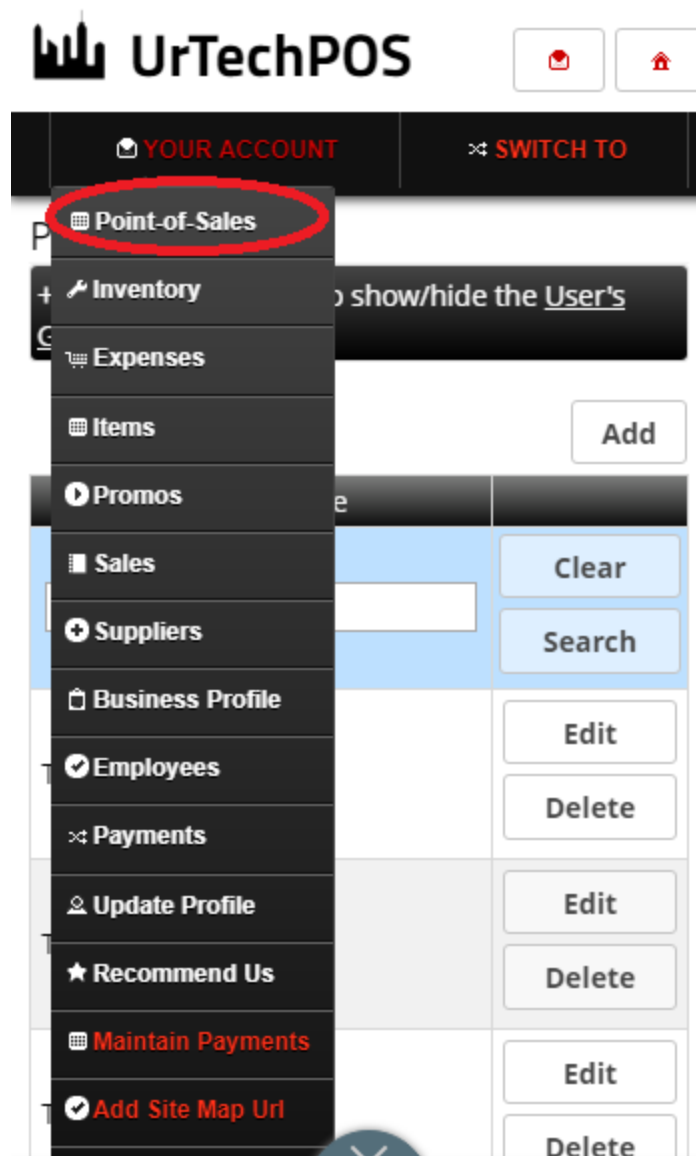 UrTechPOS
YOUR ACCOUNT
SWITCH TO
P
Point-of-Sales
Inventory
show/hide the User's
G
Expenses
Items
Add
Promos
e
Sales
Clear
Suppliers
Search
Business Profile
Edit
Employees
Delete
Payments
Update Profile
Edit
Recommend Us
Delete
Maintain Payments
Edit
Add Site Map Url
Delete